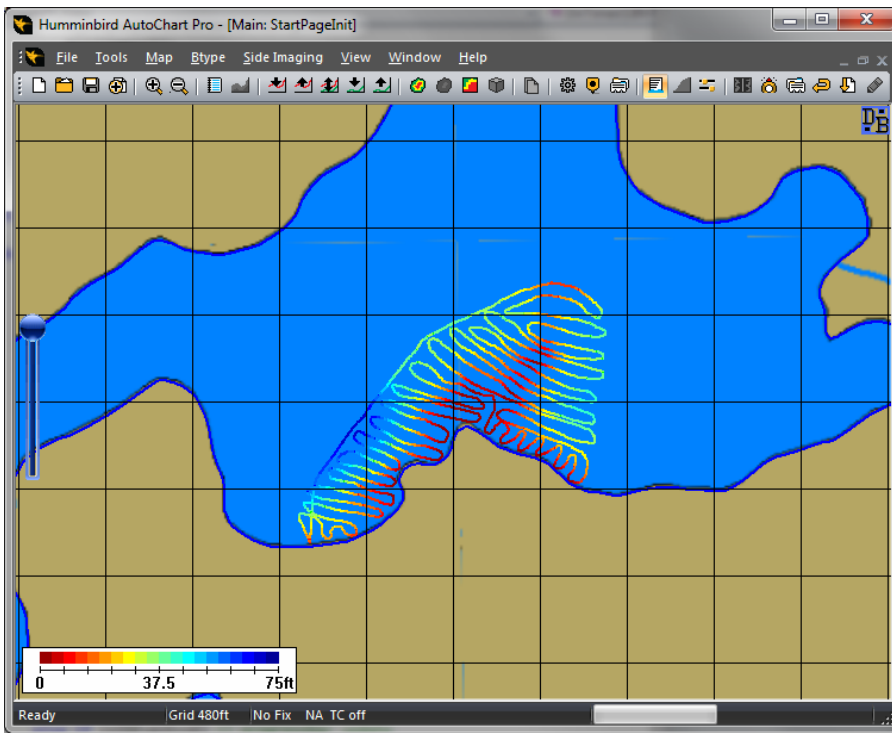 Humminbird AutoChart Pro - [Main: StartPageInit]
File Tools Map Btype Side Imaging View Window Help
DB
0 37.5 75ft
Ready Grid 480ft No Fix NA TC off